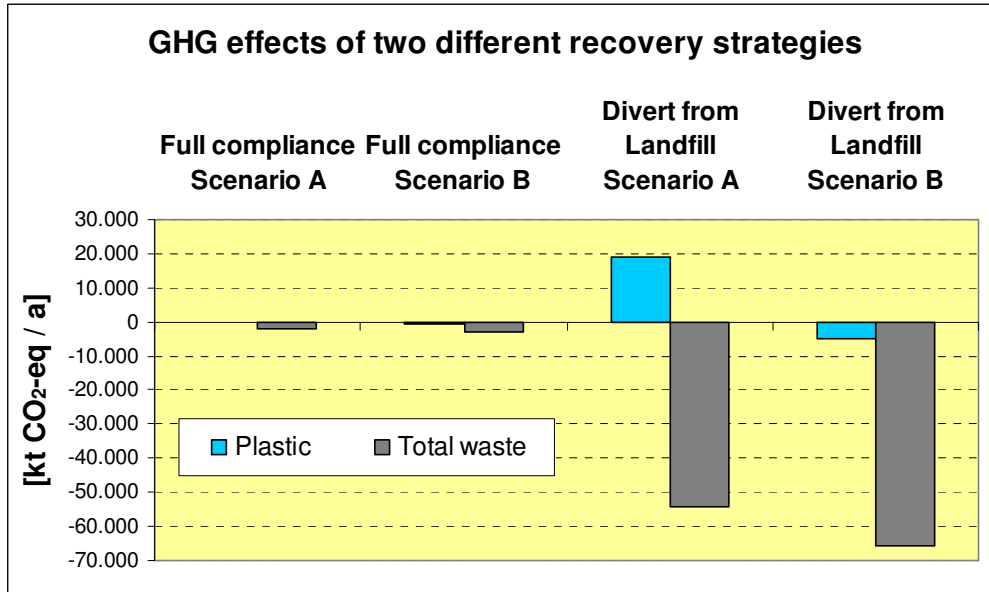 GHG effects of two different recovery strategies
Full compliance
Scenario A
Full compliance
Scenario B
Divert from
Landfill
Scenario A
Divert from
Landfill
Scenario B
[kt CO₂-eq / a]
30.000
20.000
10.000
0
-10.000
-20.000
-30.000
-40.000
-50.000
-60.000
-70.000
Plastic
Total waste